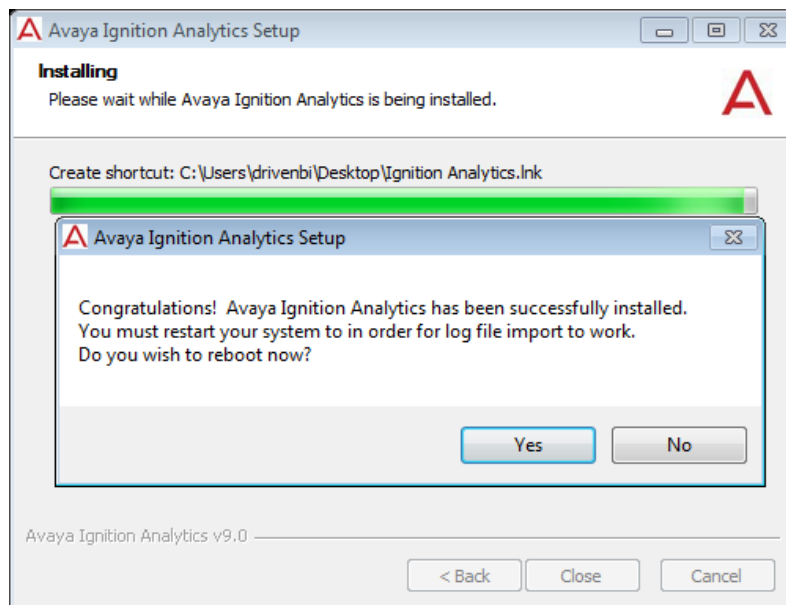 Avaya Ignition Analytics Setup
Installing
Please wait while Avaya Ignition Analytics is being installed.
Create shortcut: C:\Users\drivenbi\Desktop\Ignition Analytics.lnk
Avaya Ignition Analytics Setup
Congratulations!  Avaya Ignition Analytics has been successfully installed.
You must restart your system to in order for log file import to work.
Do you wish to reboot now?
Yes
No
Avaya Ignition Analytics v9.0
< Back
Close
Cancel